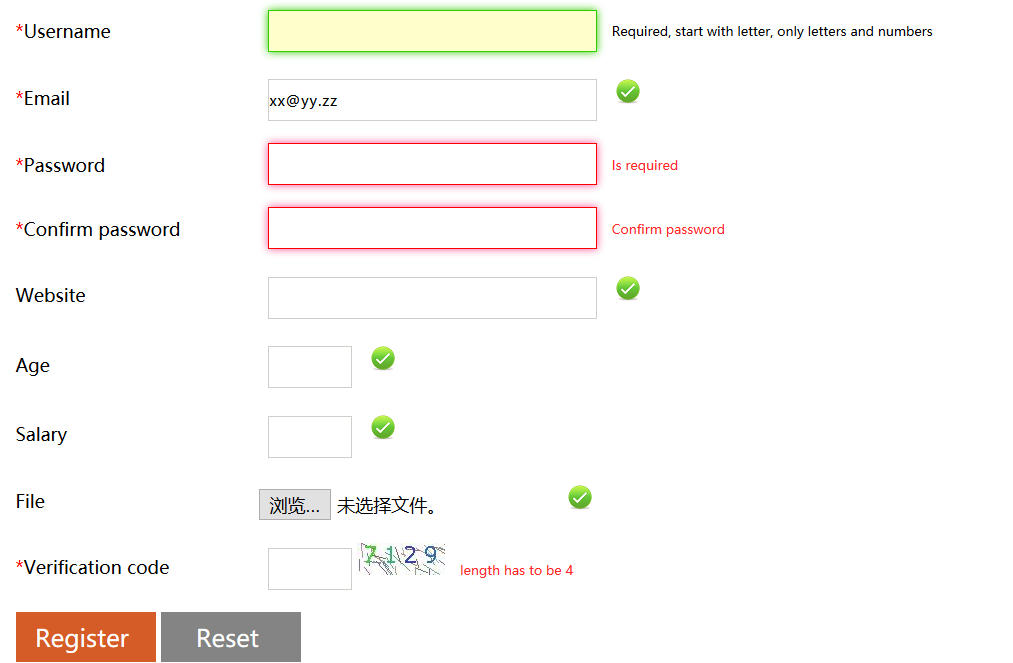 *Username Required, start with letter, only letters and numbers
*Email xx@yy.zz
*Password Is required
*Confirm password Confirm password
Website
Age
Salary
File 浏览... 未选择文件。
*Verification code 7129 length has to be 4
Register Reset